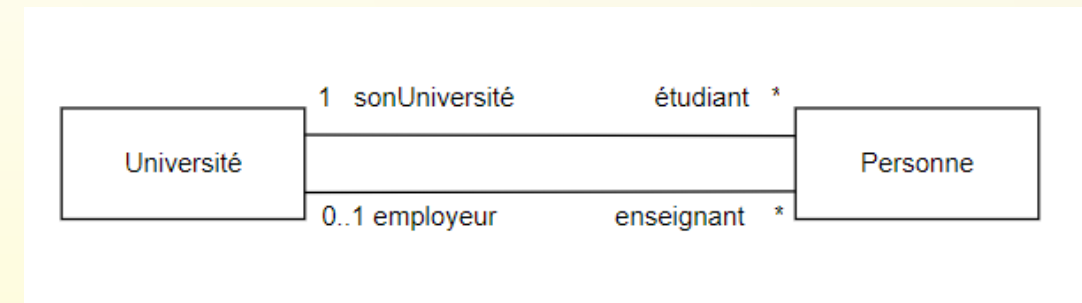 1 sonUniversité étudiant *
Université Personne
0..1 employeur enseignant *